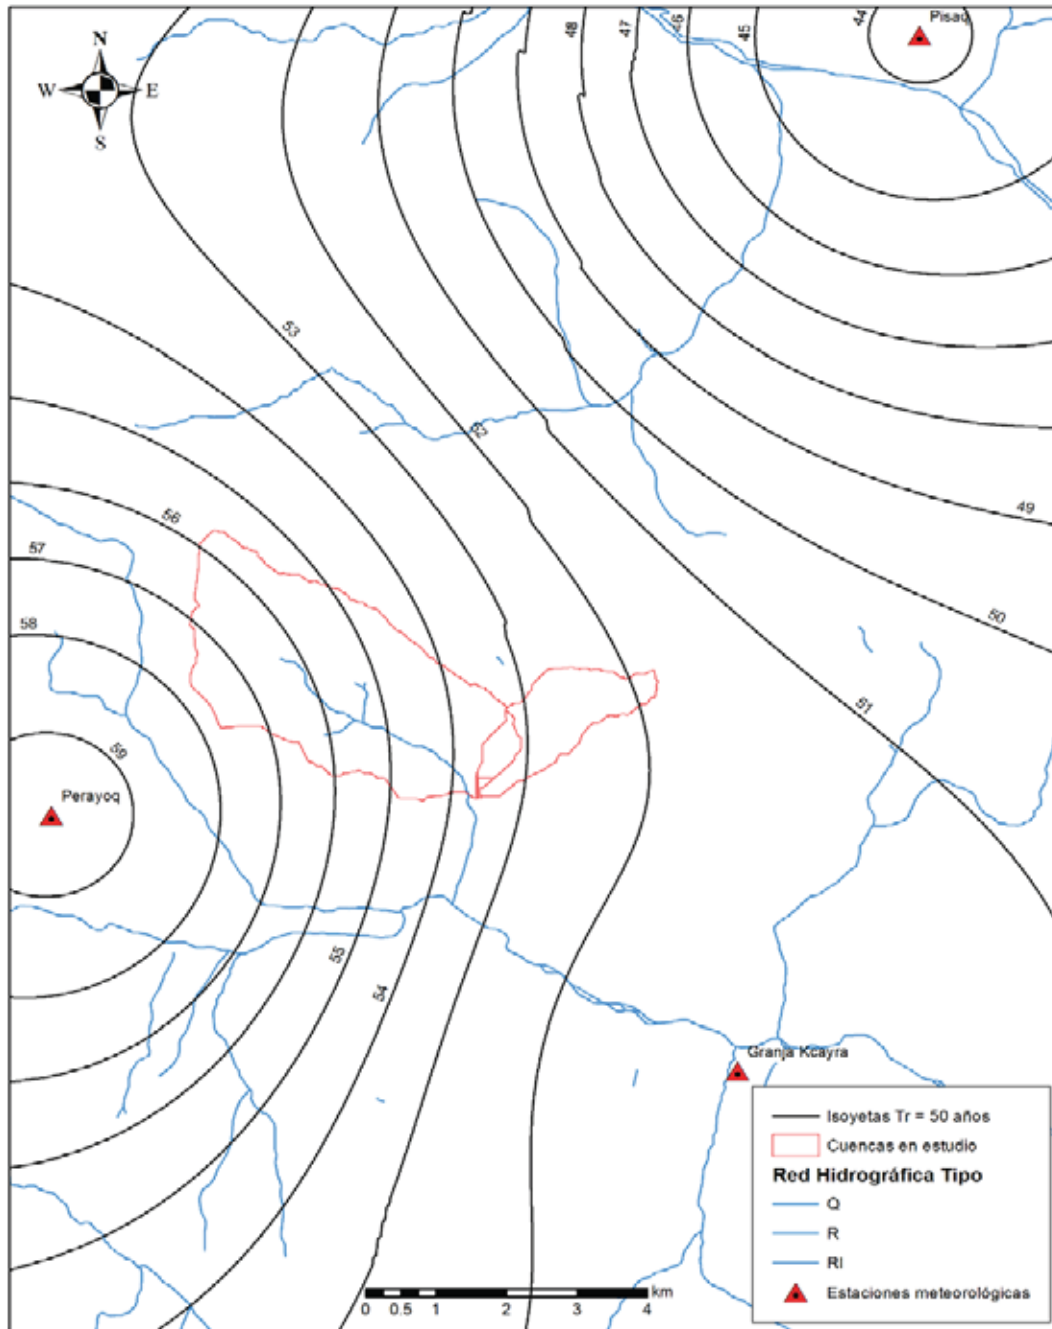 N
W E
S
48
47
46
45
44
Pisaq
53
52
56
57
58
49
50
51
59
Perayoq
55
54
Granja Kcayra
Isoyetas Tr = 50 años
Cuencas en estudio
Red Hidrográfica Tipo
Q
R
RI
Estaciones meteorológicas
km
0 0.5 1 2 3 4